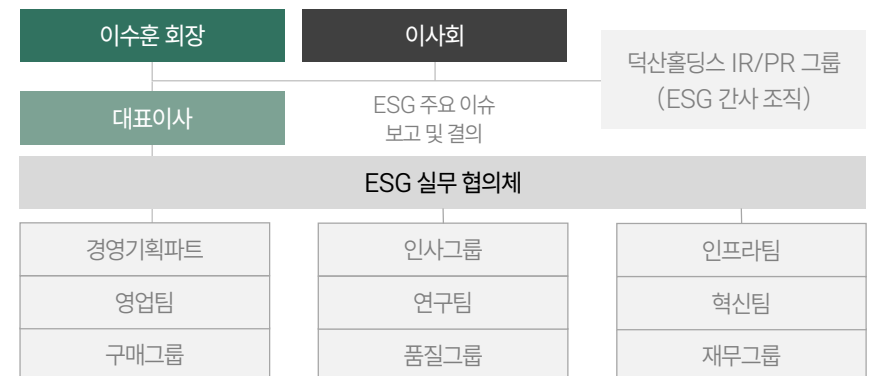 이수훈 회장
이사회
덕산홀딩스 IR/PR 그룹
(ESG 간사 조직)
대표이사
ESG 주요 이슈
보고 및 결의
ESG 실무 협의체
경영기획파트
인사그룹
인프라팀
영업팀
연구팀
혁신팀
구매그룹
품질그룹
재무그룹